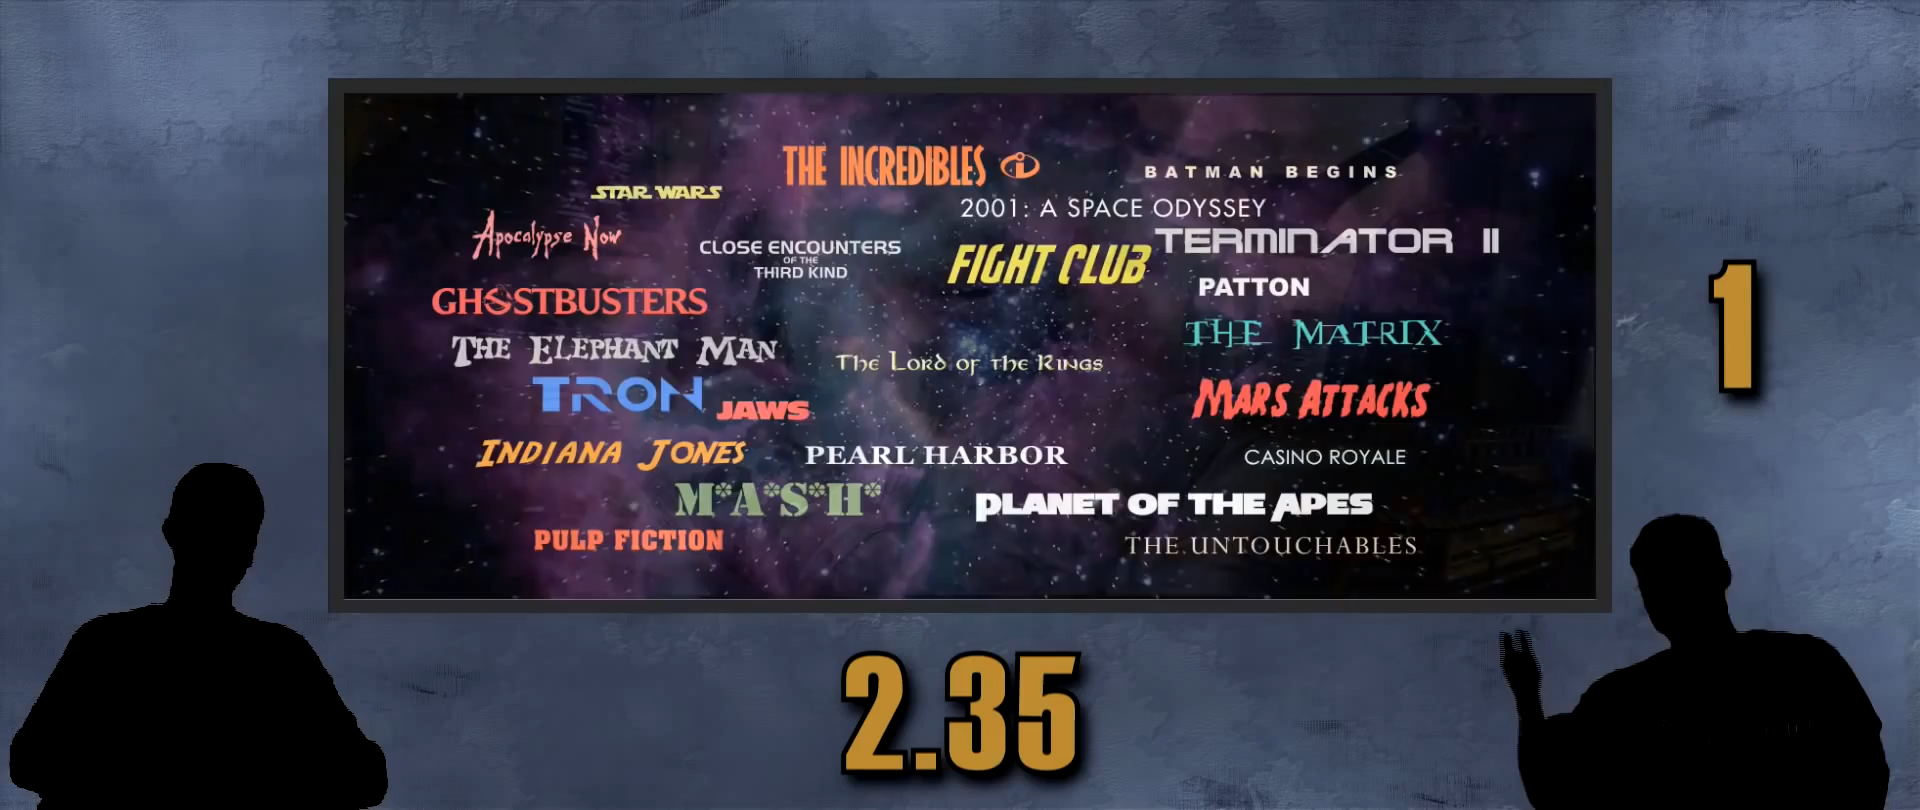 THE INCREDIBLES
BATMAN BEGINS
STAR WARS
2001: A SPACE ODYSSEY
Apocalypse Now
CLOSE ENCOUNTERS
OF THE
THIRD KIND
FIGHT CLUB
TERMINATOR II
PATTON
GHOSTBUSTERS
THE MATRIX
THE ELEPHANT MAN
The Lord of the Rings
TRON
JAWS
MARS ATTACKS
INDIANA JONES
PEARL HARBOR
CASINO ROYALE
M*A*S*H*
PLANET OF THE APES
PULP FICTION
THE UNTOUCHABLES
1
2.35